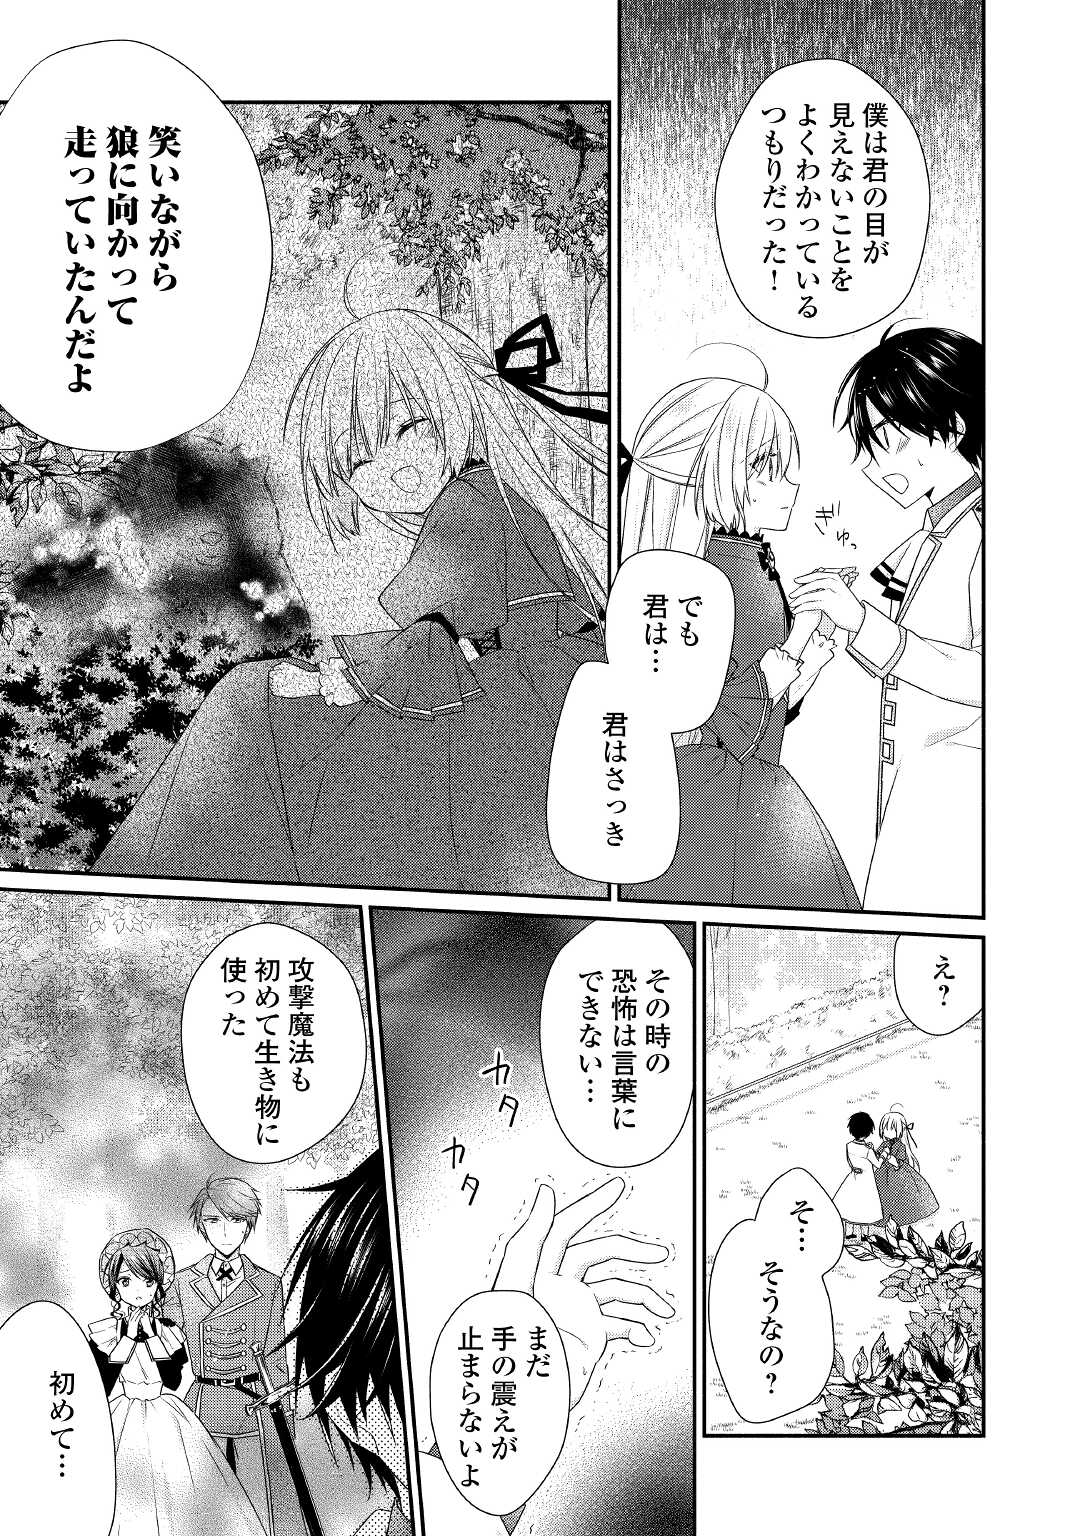 僕は君の目が
見えないことを
よくわかっている
つもりだった！
ぎゅっ
でも
君は…
君はさっき
笑いながら
狼に向かって
走っていたんだよ
え？
そ…
そうなの？
その時の
恐怖は言葉に
できない…
カタ
カタ
まだ
手の震えが
止まらないよ
攻撃魔法も
初めて生き物に
使った
初めて…